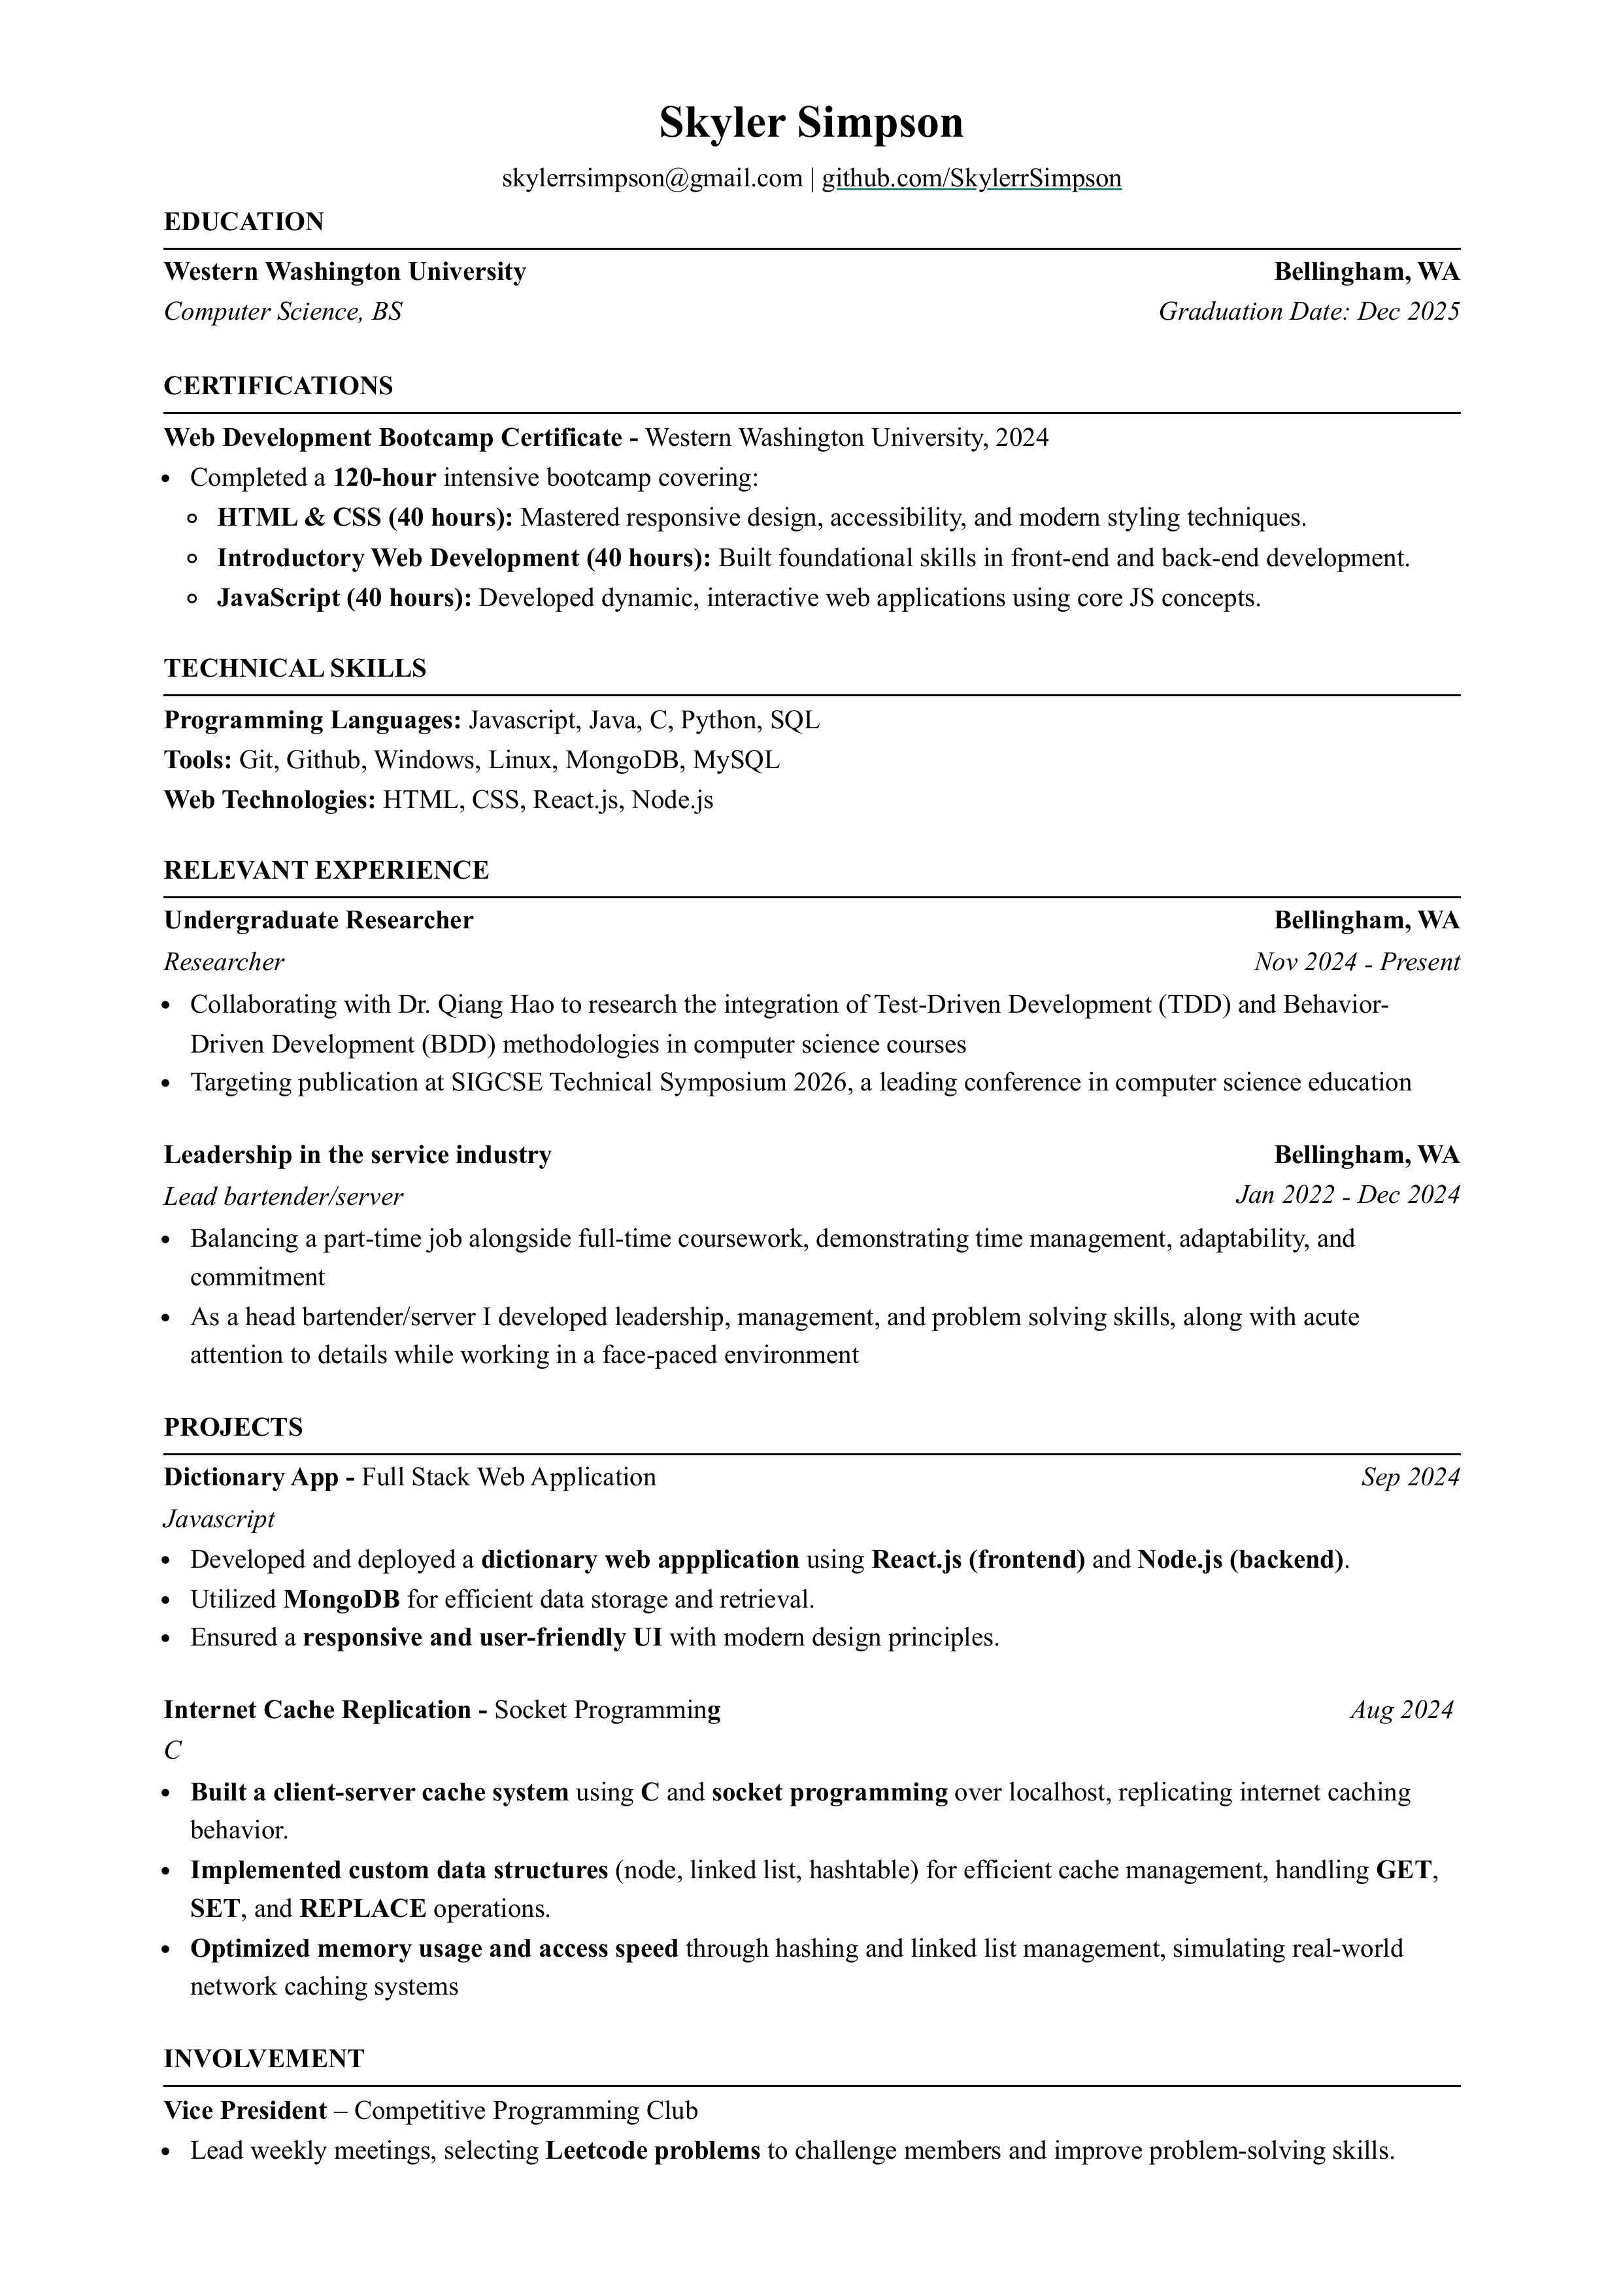 Skyler Simpson
skylerrsimpson@gmail.com | github.com/SkylerrSimpson
EDUCATION
Western Washington University Bellingham, WA
Computer Science, BS Graduation Date: Dec 2025
CERTIFICATIONS
Web Development Bootcamp Certificate - Western Washington University, 2024
• Completed a 120-hour intensive bootcamp covering:
◦ HTML & CSS (40 hours): Mastered responsive design, accessibility, and modern styling techniques.
◦ Introductory Web Development (40 hours): Built foundational skills in front-end and back-end development.
◦ JavaScript (40 hours): Developed dynamic, interactive web applications using core JS concepts.
TECHNICAL SKILLS
Programming Languages: Javascript, Java, C, Python, SQL
Tools: Git, Github, Windows, Linux, MongoDB, MySQL
Web Technologies: HTML, CSS, React.js, Node.js
RELEVANT EXPERIENCE
Undergraduate Researcher Bellingham, WA
Researcher Nov 2024 - Present
• Collaborating with Dr. Qiang Hao to research the integration of Test-Driven Development (TDD) and Behavior-
Driven Development (BDD) methodologies in computer science courses
• Targeting publication at SIGCSE Technical Symposium 2026, a leading conference in computer science education
Leadership in the service industry Bellingham, WA
Lead bartender/server Jan 2022 - Dec 2024
• Balancing a part-time job alongside full-time coursework, demonstrating time management, adaptability, and
commitment
• As a head bartender/server I developed leadership, management, and problem solving skills, along with acute
attention to details while working in a face-paced environment
PROJECTS
Dictionary App - Full Stack Web Application Sep 2024
Javascript
• Developed and deployed a dictionary web appplication using React.js (frontend) and Node.js (backend).
• Utilized MongoDB for efficient data storage and retrieval.
• Ensured a responsive and user-friendly UI with modern design principles.
Internet Cache Replication - Socket Programming Aug 2024
C
• Built a client-server cache system using C and socket programming over localhost, replicating internet caching
behavior.
• Implemented custom data structures (node, linked list, hashtable) for efficient cache management, handling GET,
SET, and REPLACE operations.
• Optimized memory usage and access speed through hashing and linked list management, simulating real-world
network caching systems
INVOLVEMENT
Vice President – Competitive Programming Club
• Lead weekly meetings, selecting Leetcode problems to challenge members and improve problem-solving skills.